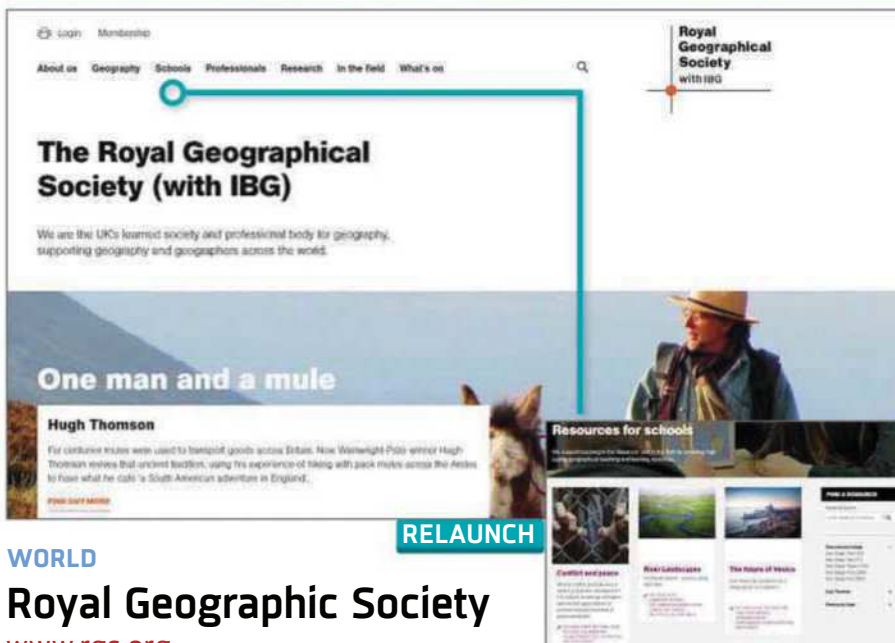 Login Membership
About us Geography Schools Professionals Research In the field What's on
Royal
Geographical
Society
with IBG
The Royal Geographical
Society (with IBG)
We are the UK's learned society and professional body for geography,
supporting geography and geographers across the world.
One man and a mule
Hugh Thomson
For centuries mules were used to transport goods across Britain. Now Wainwright Prize winner Hugh
Thomson revives that ancient tradition, using his experience of hiking with pack mules across the Andes
to have what he calls 'a South American adventure in England'.
FIND OUT MORE
Resources for schools
Conflict and peace
River Landscapes
The future of Venice
FIND A RESOURCE
RELAUNCH
WORLD
Royal Geographic Society
www.rgs.org